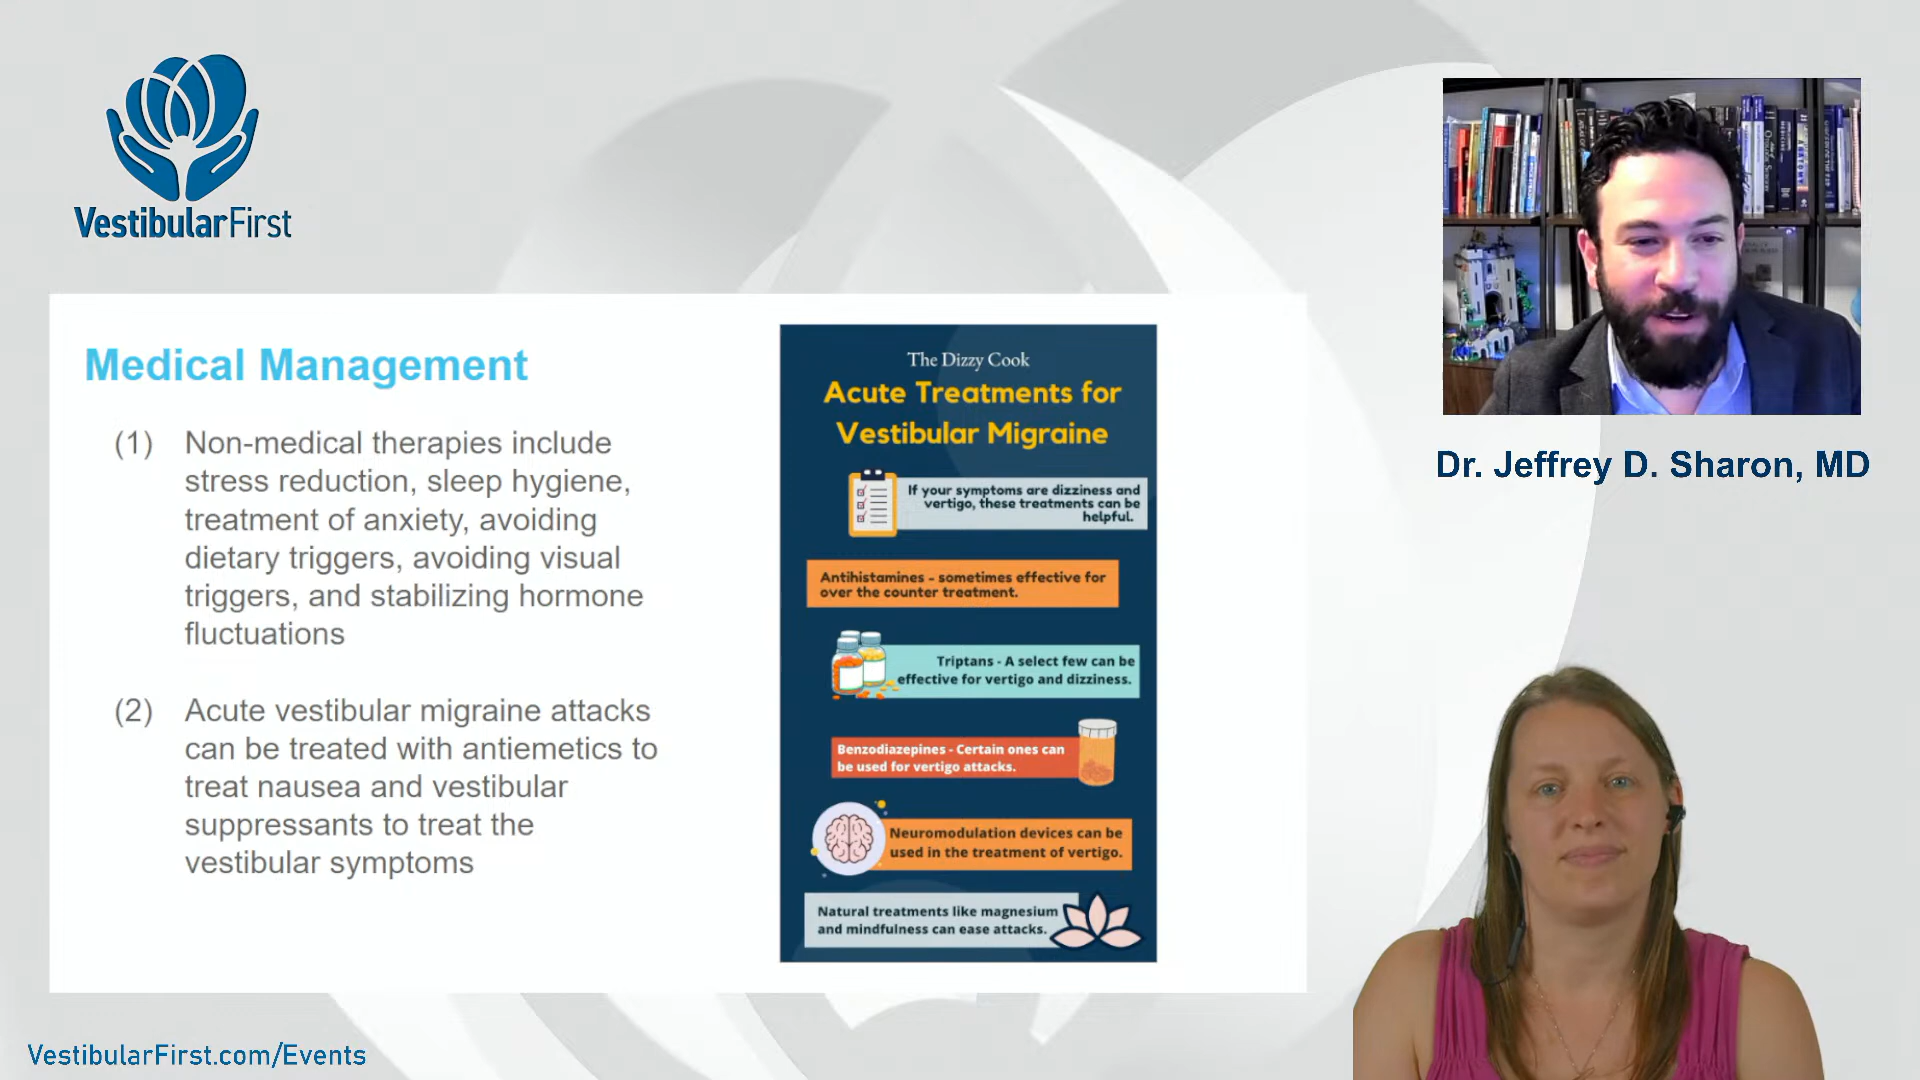 VestibularFirst
Medical Management
(1) Non-medical therapies include
stress reduction, sleep hygiene,
treatment of anxiety, avoiding
dietary triggers, avoiding visual
triggers, and stabilizing hormone
fluctuations
(2) Acute vestibular migraine attacks
can be treated with antiemetics to
treat nausea and vestibular
suppressants to treat the
vestibular symptoms
The Dizzy Cook
Acute Treatments for
Vestibular Migraine
If your symptoms are dizziness and
vertigo, these treatments can be
helpful.
Antihistamines - sometimes effective for
over the counter treatment.
Triptans - A select few can be
effective for vertigo and dizziness.
Benzodiazepines - Certain ones can
be used for vertigo attacks.
Neuromodulation devices can be
used in the treatment of vertigo.
Natural treatments like magnesium
and mindfulness can ease attacks.
Dr. Jeffrey D. Sharon, MD
VestibularFirst.com/Events